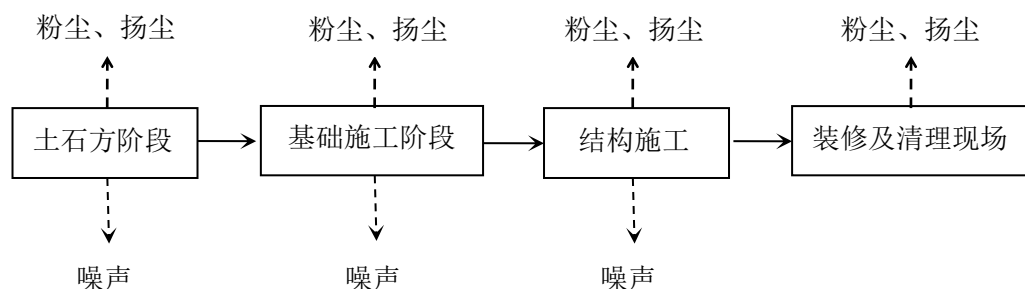 粉尘、扬尘 粉尘、扬尘 粉尘、扬尘 粉尘、扬尘
土石方阶段 基础施工阶段 结构施工 装修及清理现场
噪声 噪声 噪声